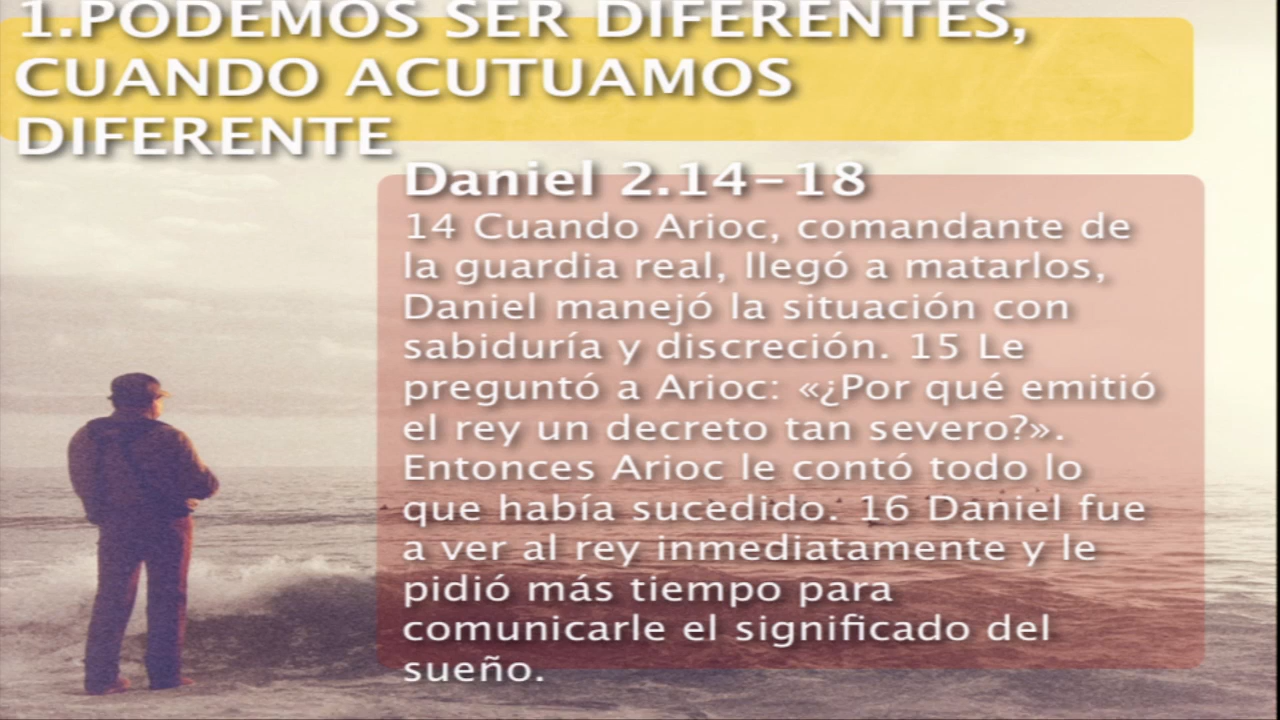 1.PODEMOS SER DIFERENTES,
CUANDO ACUTUAMOS
DIFERENTE
Daniel 2.14-18
14 Cuando Arioc, comandante de
la guardia real, llegó a matarlos,
Daniel manejó la situación con
sabiduría y discreción. 15 Le
preguntó a Arioc: «¿Por qué emitió
el rey un decreto tan severo?».
Entonces Arioc le contó todo lo
que había sucedido. 16 Daniel fue
a ver al rey inmediatamente y le
pidió más tiempo para
comunicarle el significado del
sueño.